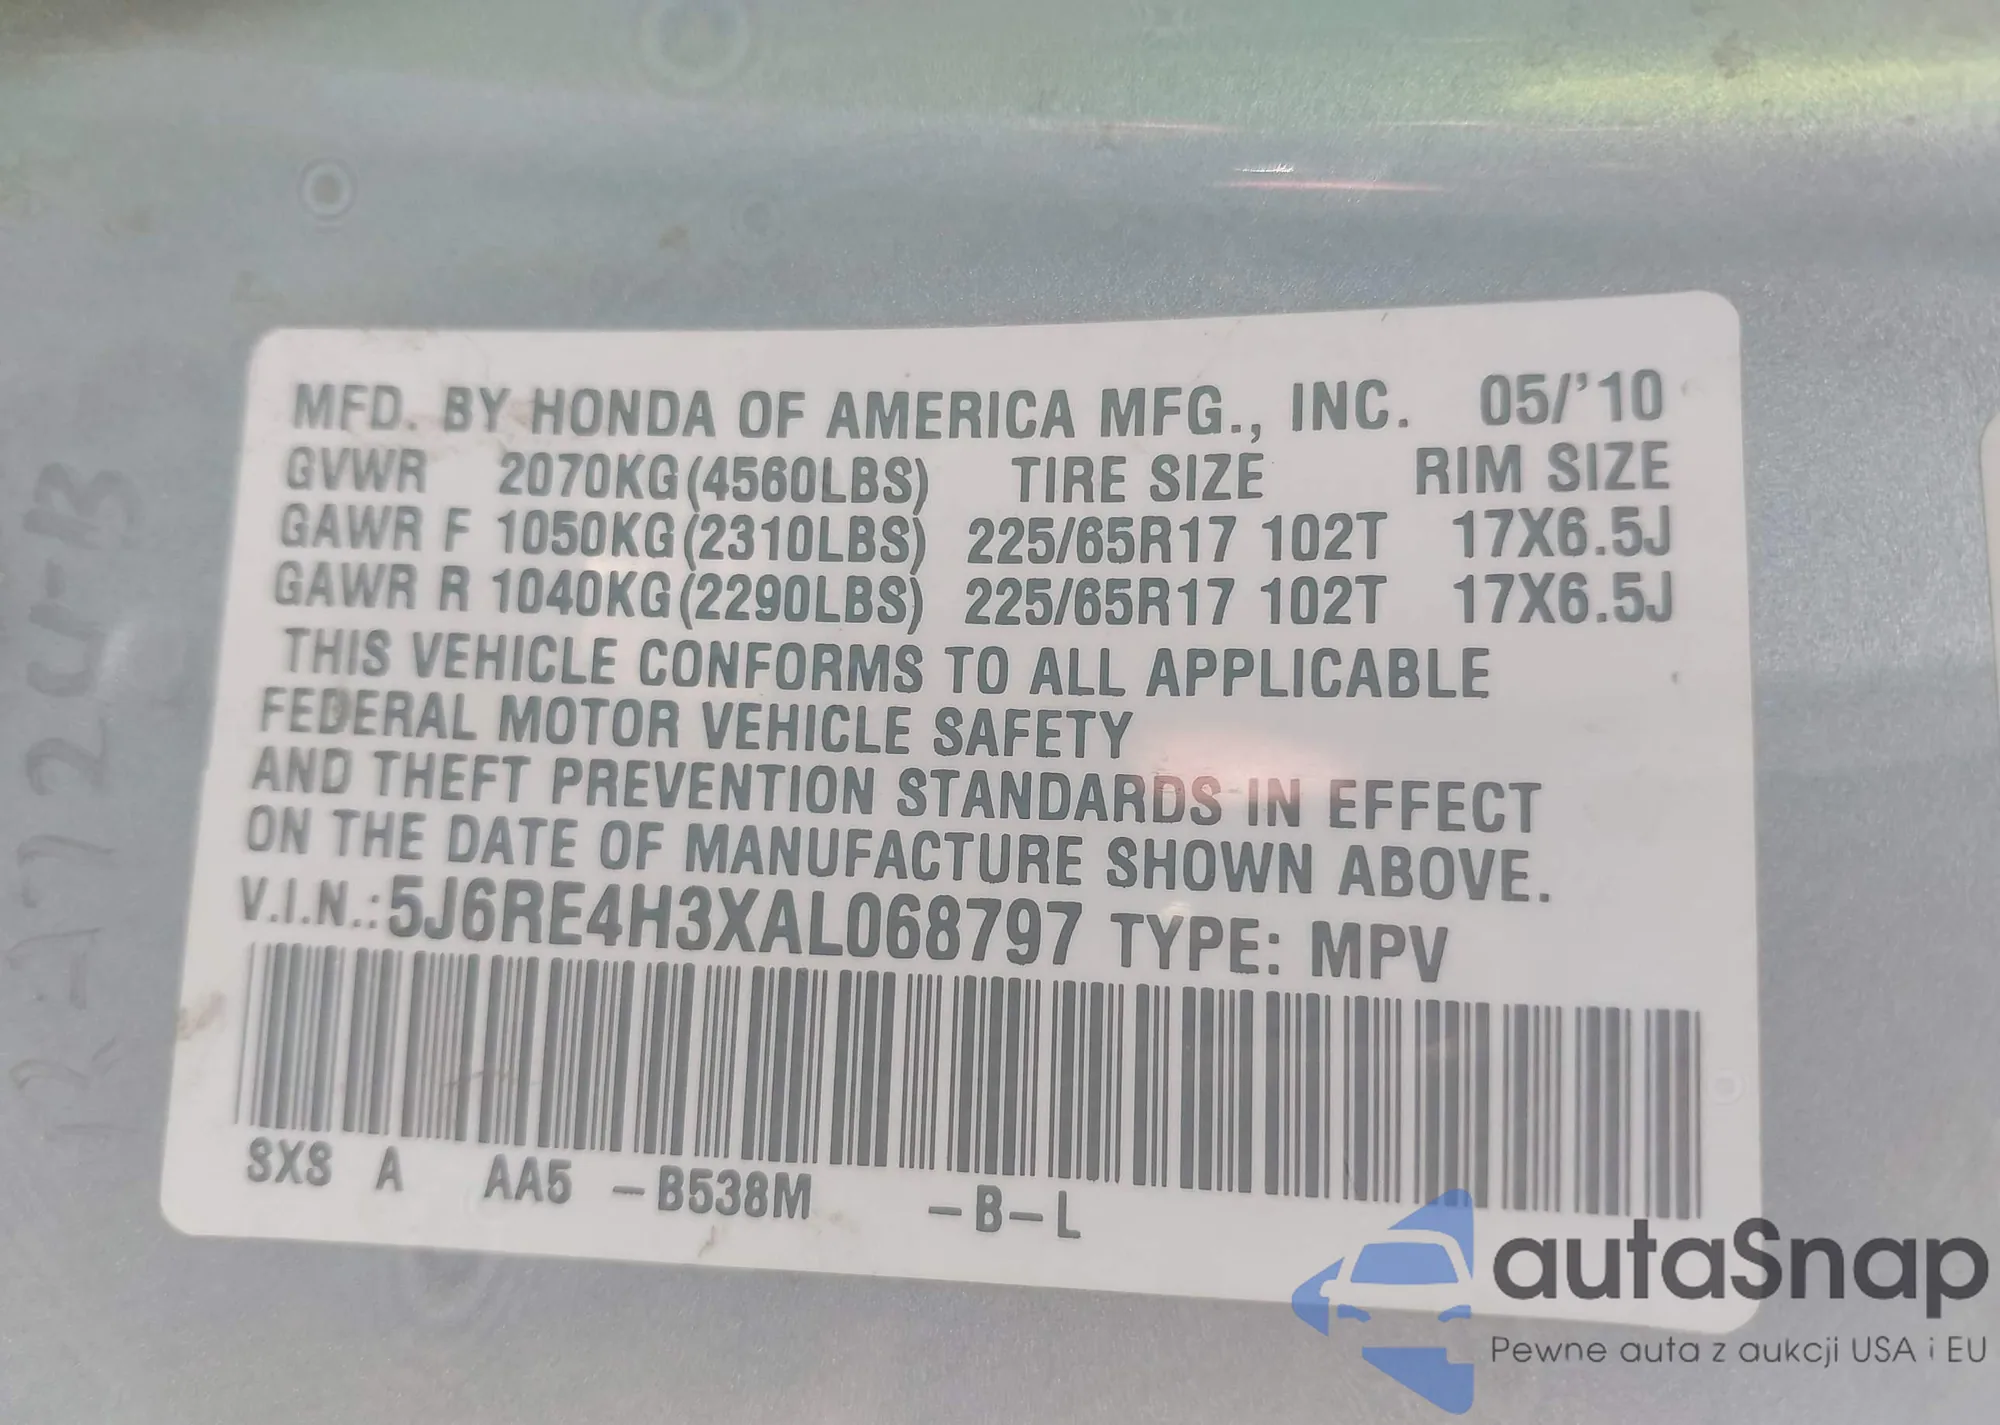 MFD. BY HONDA OF AMERICA MFG., INC. 05/'10
GVWR 2070KG(4560LBS) TIRE SIZE RIM SIZE
GAWR F 1050KG(2310LBS) 225/65R17 102T 17X6.5J
GAWR R 1040KG(2290LBS) 225/65R17 102T 17X6.5J
THIS VEHICLE CONFORMS TO ALL APPLICABLE
FEDERAL MOTOR VEHICLE SAFETY
AND THEFT PREVENTION STANDARDS IN EFFECT
ON THE DATE OF MANUFACTURE SHOWN ABOVE.
V.I.N.: 5J6RE4H3XAL068797 TYPE: MPV
SXS A AA5 -B538M -B-L
autaSnap
Pewne auta z aukcji USA i EU